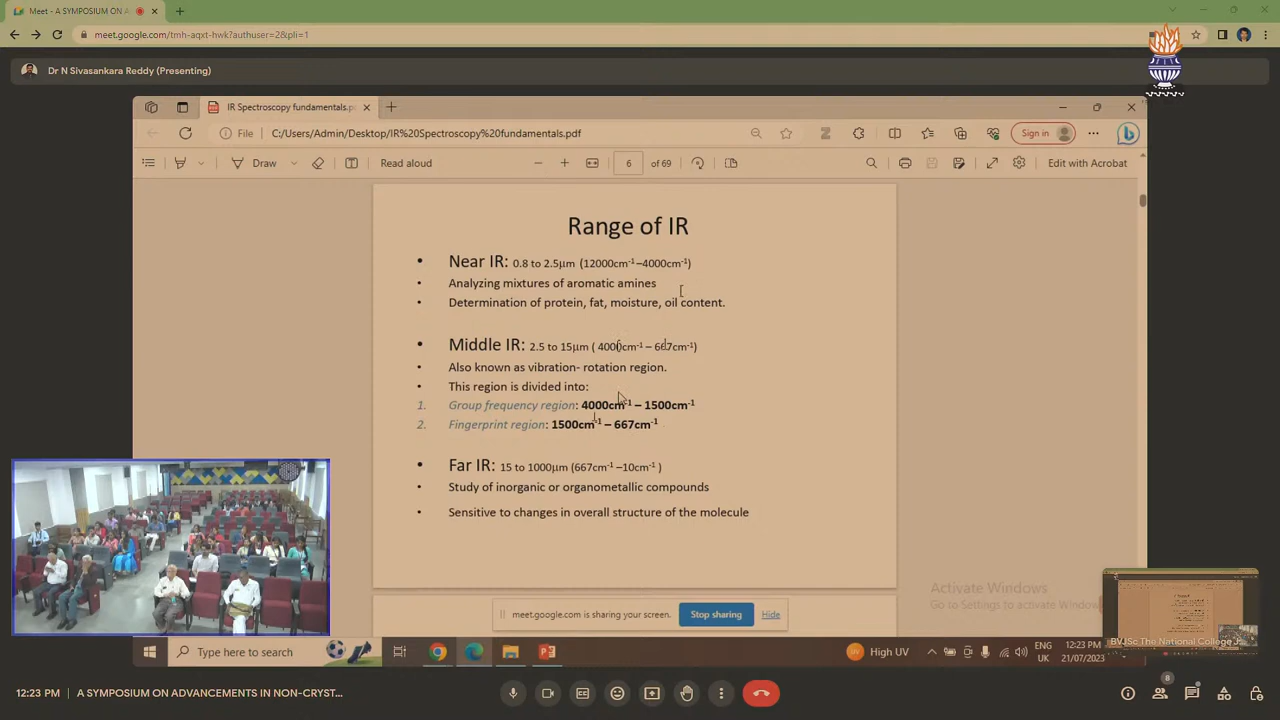 Meet - A SYMPOSIUM ON A
meet.google.com/tmh-aqxt-hwk?authuser=2&pli=1
Dr N Sivasankara Reddy (Presenting)
IR Spectroscopy fundamentals.p
File
C:/Users/Admin/Desktop/IR%20Spectroscopy%20fundamentals.pdf
Sign in
Draw
Read aloud
6 of 69
Edit with Acrobat
Range of IR
• Near IR: 0.8 to 2.5μm (12000cm-1 –4000cm-1)
• Analyzing mixtures of aromatic amines
• Determination of protein, fat, moisture, oil content.
• Middle IR: 2.5 to 15μm ( 4000cm-1 – 667cm-1)
• Also known as vibration- rotation region.
• This region is divided into:
1. Group frequency region: 4000cm-1 – 1500cm-1
2. Fingerprint region: 1500cm-1 – 667cm-1
• Far IR: 15 to 1000μm (667cm-1 –10cm-1 )
• Study of inorganic or organometallic compounds
• Sensitive to changes in overall structure of the molecule
Activate Windows
Go to Settings to activate Windows
meet.google.com is sharing your screen.
Stop sharing
Hide
BVJSc The National College J
Type here to search
High UV
ENG
UK
12:23 PM
21/07/2023
12:23 PM | A SYMPOSIUM ON ADVANCEMENTS IN NON-CRYST...
8